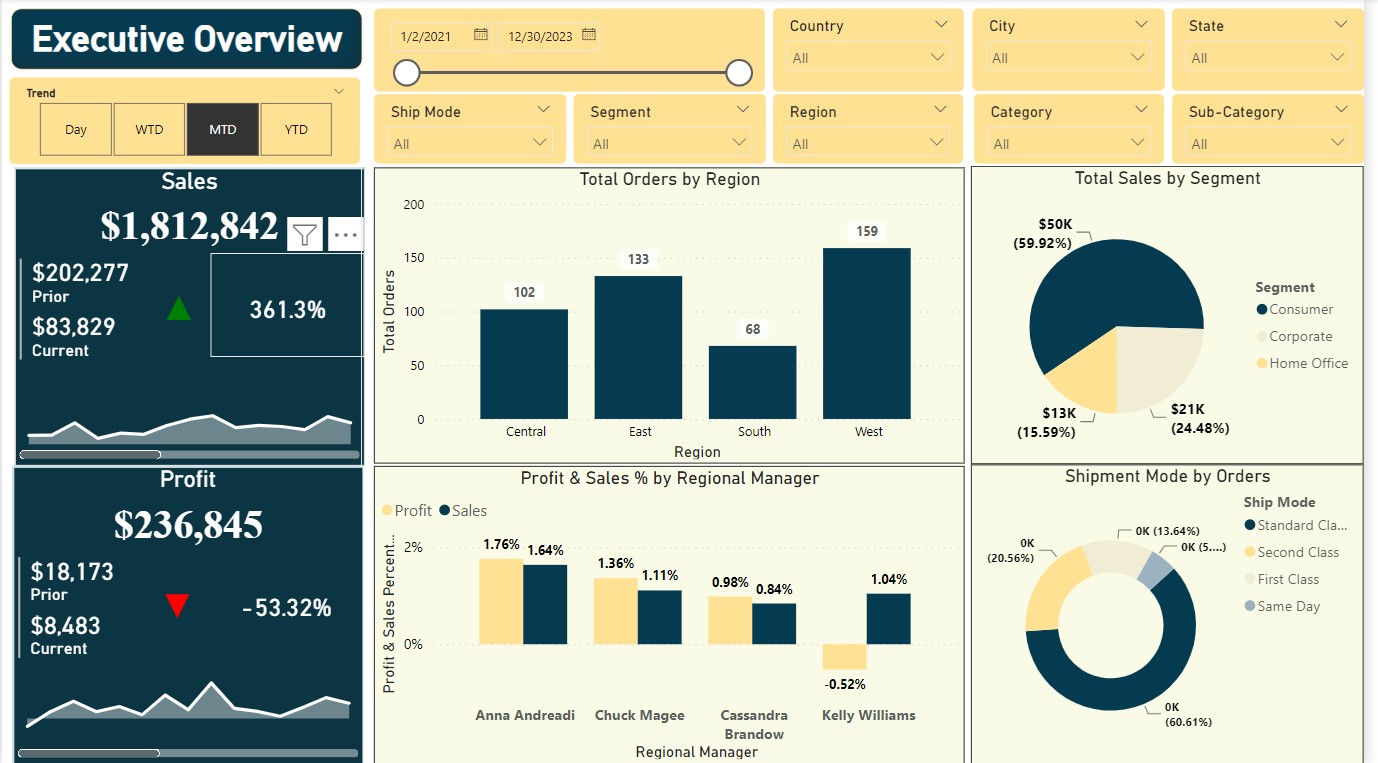 Executive Overview
1/2/2021
12/30/2023
Country
All
City
All
State
All
Trend
Day
WTD
MTD
YTD
Ship Mode
All
Segment
All
Region
All
Category
All
Sub-Category
All
Sales
$1,812,842
...
$202,277
Prior
$83,829
Current
361.3%
Total Orders by Region
Total Orders
200
150
100
50
0
102
133
68
159
Central
East
South
West
Region
Total Sales by Segment
$50K
(59.92%)
$13K
(15.59%)
$21K
(24.48%)
Segment
Consumer
Corporate
Home Office
Profit
$236,845
$18,173
Prior
$8,483
Current
-53.32%
Profit & Sales % by Regional Manager
Profit
Sales
Profit & Sales Percent...
2%
0%
1.76%
1.64%
1.36%
1.11%
0.98%
0.84%
1.04%
-0.52%
Anna Andreadi
Chuck Magee
Cassandra
Brandow
Kelly Williams
Regional Manager
Shipment Mode by Orders
0K (13.64%)
0K (5....)
0K
(20.56%)
0K
(60.61%)
Ship Mode
Standard Cla...
Second Class
First Class
Same Day